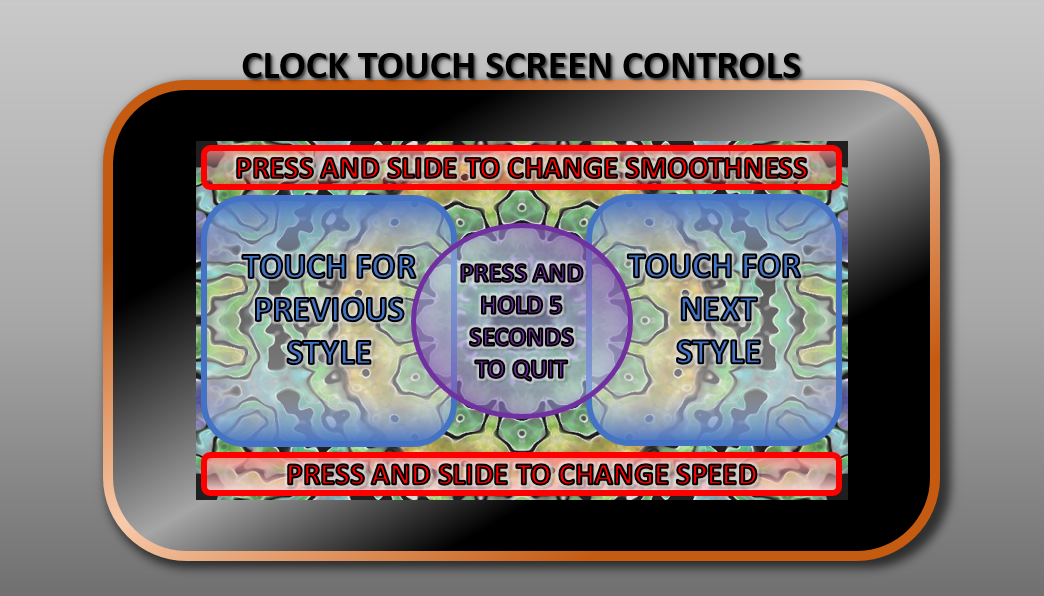 CLOCK TOUCH SCREEN CONTROLS
PRESS AND SLIDE TO CHANGE SMOOTHNESS
TOUCH FOR
PREVIOUS
STYLE
PRESS AND
HOLD 5
SECONDS
TO QUIT
TOUCH FOR
NEXT
STYLE
PRESS AND SLIDE TO CHANGE SPEED